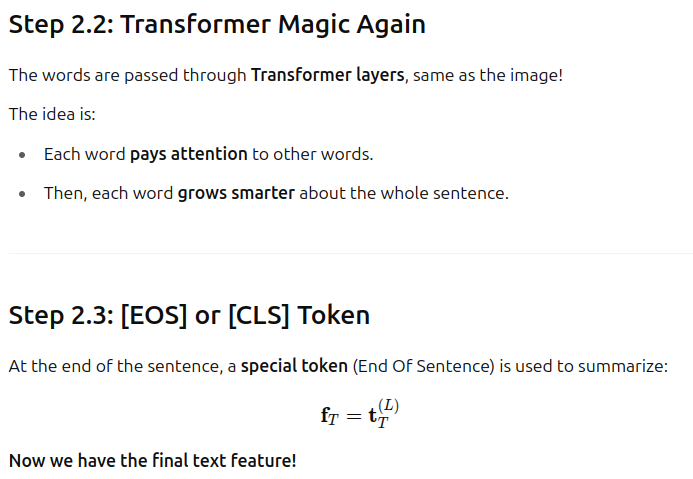 Step 2.2: Transformer Magic Again
The words are passed through Transformer layers, same as the image!
The idea is:
• Each word pays attention to other words.
• Then, each word grows smarter about the whole sentence.
Step 2.3: [EOS] or [CLS] Token
At the end of the sentence, a special token (End Of Sentence) is used to summarize:
f_T = t_T^{(L)}
Now we have the final text feature!